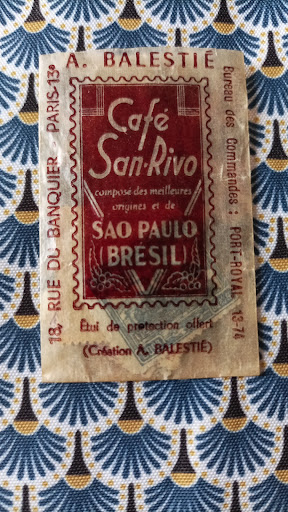 A. BALESTIÉ
18, RUE DU BANQUIER PARIS-13e
Bureau des Commandes : PORT-ROYAL 13-74
Café
San-Rivo
composé des meilleures
origines et de
SAO PAULO
(BRÉSIL)
Étui de protection offert
(Création A. BALESTIÉ)